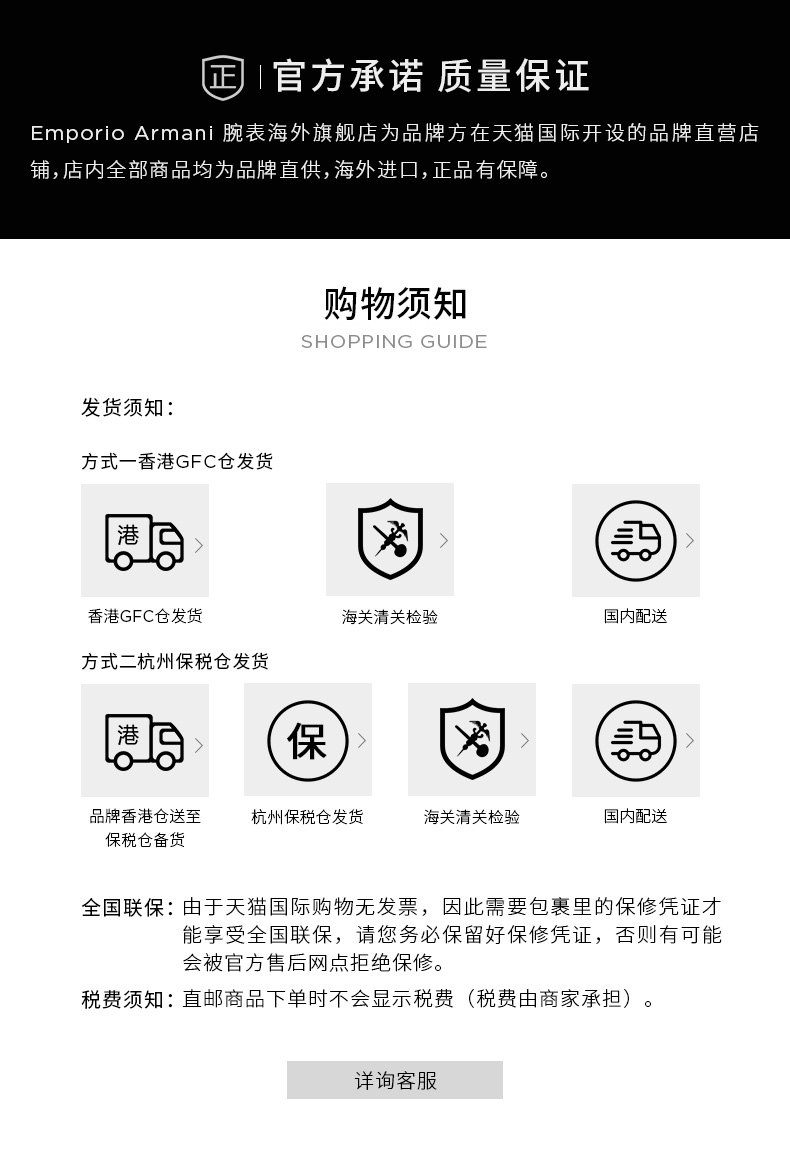 正 官方承诺 质量保证
Emporio Armani 腕表海外旗舰店为品牌方在天猫国际开设的品牌直营店
铺,店内全部商品均为品牌直供,海外进口,正品有保障。
购物须知
SHOPPING GUIDE
发货须知：
方式一香港GFC仓发货
港
香港GFC仓发货 海关清关检验 国内配送
方式二杭州保税仓发货
港 保
品牌香港仓送至 杭州保税仓发货 海关清关检验 国内配送
保税仓备货
全国联保：由于天猫国际购物无发票，因此需要包裹里的保修凭证才
能享受全国联保，请您务必保留好保修凭证，否则有可能
会被官方售后网点拒绝保修。
税费须知：直邮商品下单时不会显示税费（税费由商家承担）。
详询客服